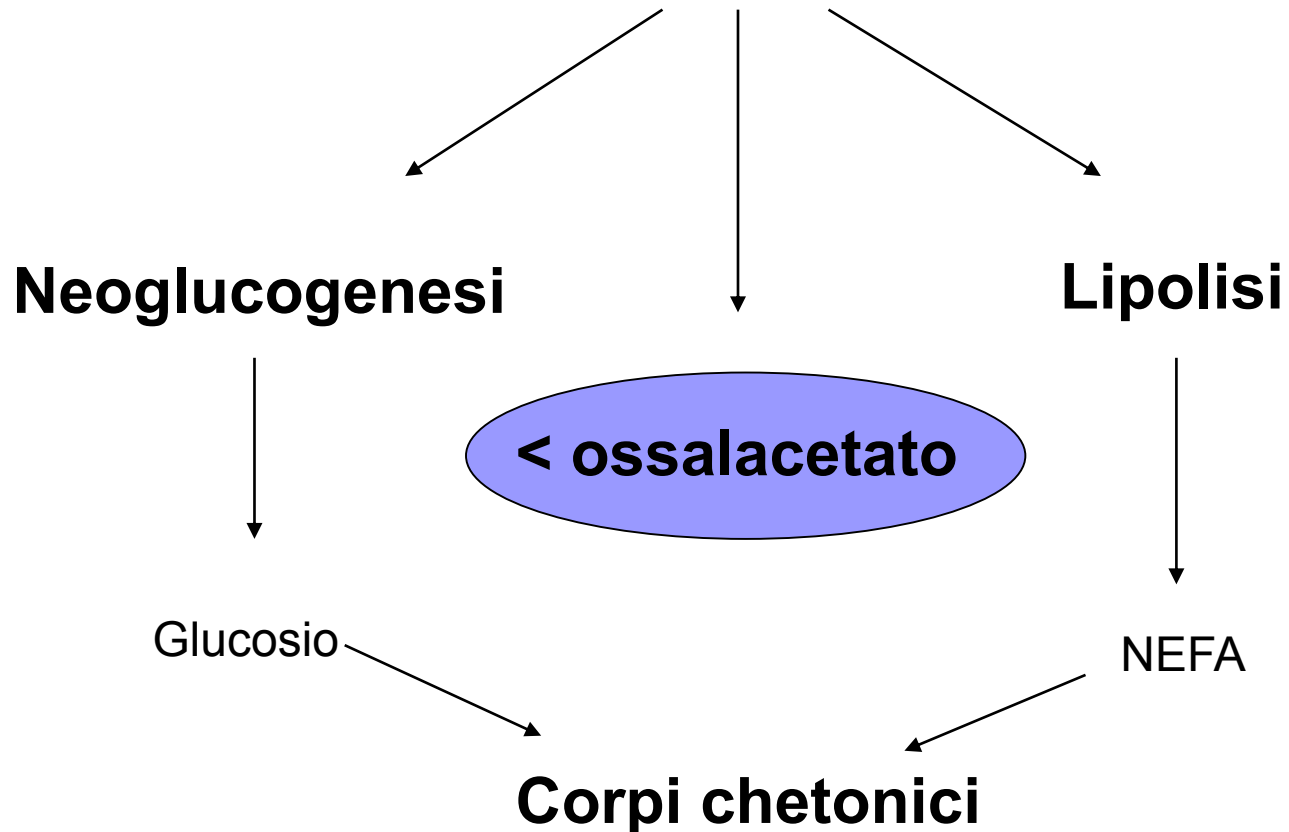 Neoglucogenesi
Lipolisi
< ossalacetato
Glucosio
NEFA
Corpi chetonici